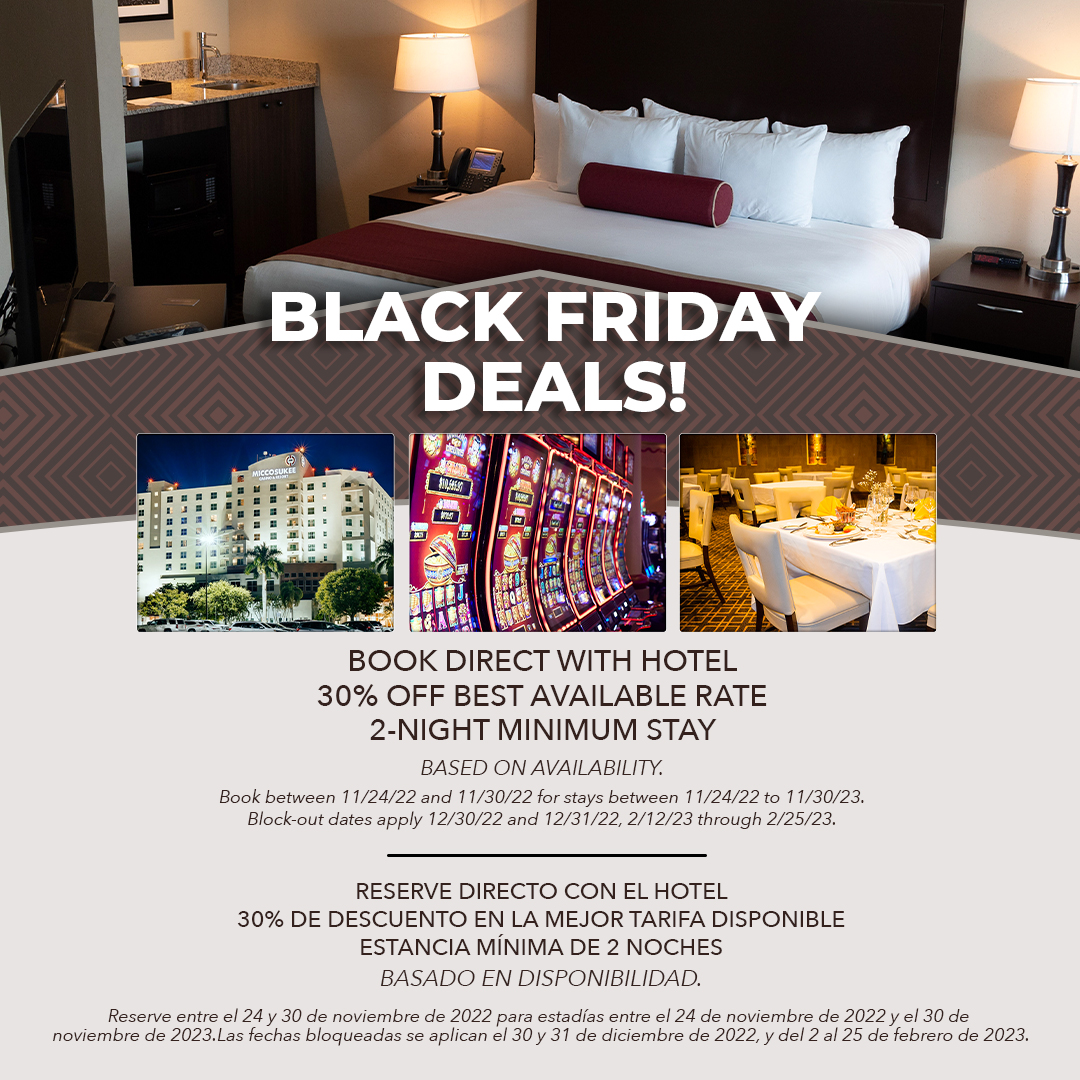 BLACK FRIDAY
DEALS!
MICCOSUKEE
CASINO & RESORT
BOOK DIRECT WITH HOTEL
30% OFF BEST AVAILABLE RATE
2-NIGHT MINIMUM STAY
BASED ON AVAILABILITY.
Book between 11/24/22 and 11/30/22 for stays between 11/24/22 to 11/30/23.
Block-out dates apply 12/30/22 and 12/31/22, 2/12/23 through 2/25/23.
RESERVE DIRECTO CON EL HOTEL
30% DE DESCUENTO EN LA MEJOR TARIFA DISPONIBLE
ESTANCIA MÍNIMA DE 2 NOCHES
BASADO EN DISPONIBILIDAD.
Reserve entre el 24 y 30 de noviembre de 2022 para estadías entre el 24 de noviembre de 2022 y el 30 de
noviembre de 2023.Las fechas bloqueadas se aplican el 30 y 31 de diciembre de 2022, y del 2 al 25 de febrero de 2023.